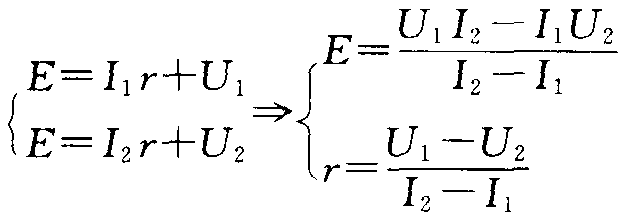 { E=I₁r+U₁
E=I₂r+U₂ ⇒ { E=(U₁I₂−I₁U₂)/(I₂−I₁)
r=(U₁−U₂)/(I₂−I₁)